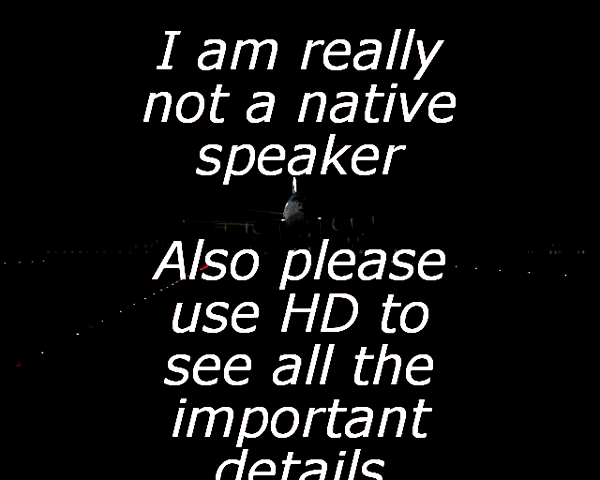 I am really
not a native
speaker
Also please
use HD to
see all the
important
details